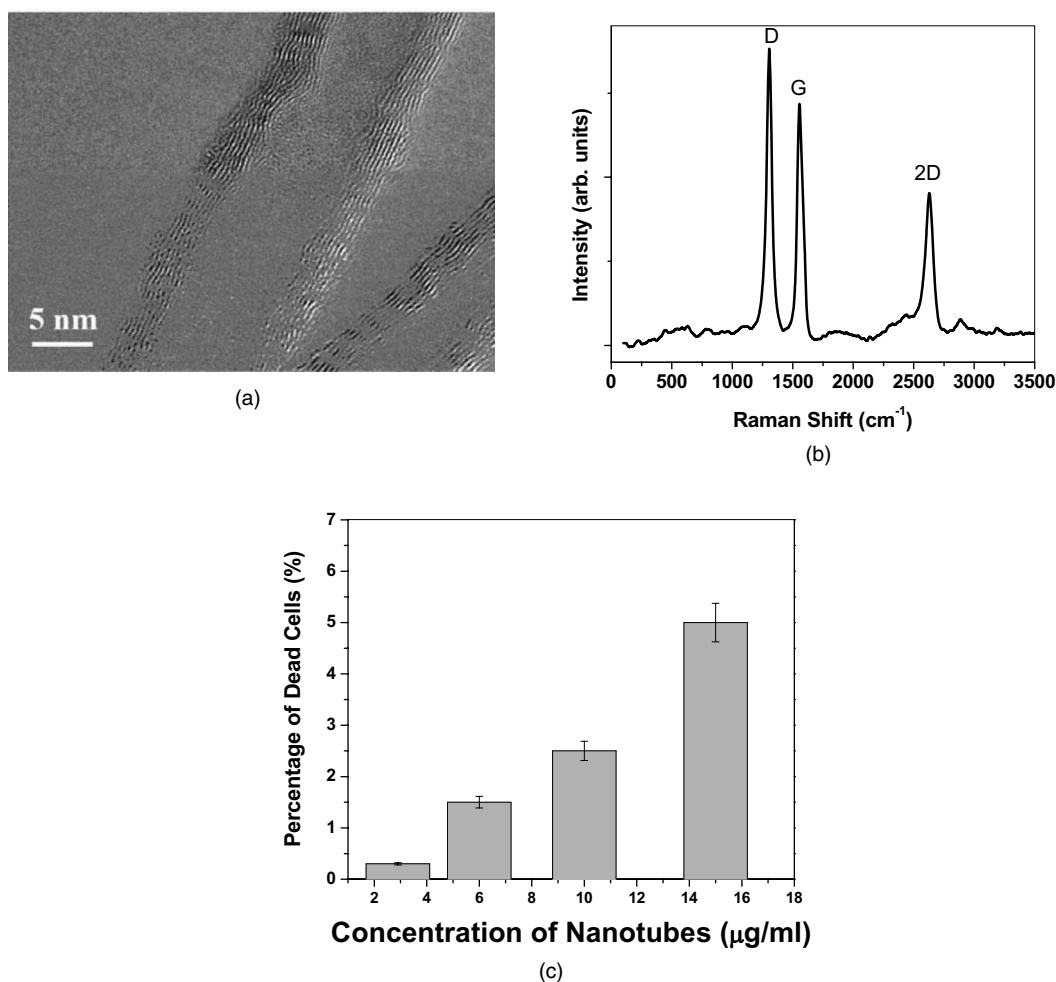 5 nm
(a)
D
G
2D
Intensity (arb. units)
0 500 1000 1500 2000 2500 3000 3500
Raman Shift (cm⁻¹)
(b)
7
6
5
4
3
2
1
0
Percentage of Dead Cells (%)
2 4 6 8 10 12 14 16 18
Concentration of Nanotubes (μg/ml)
(c)